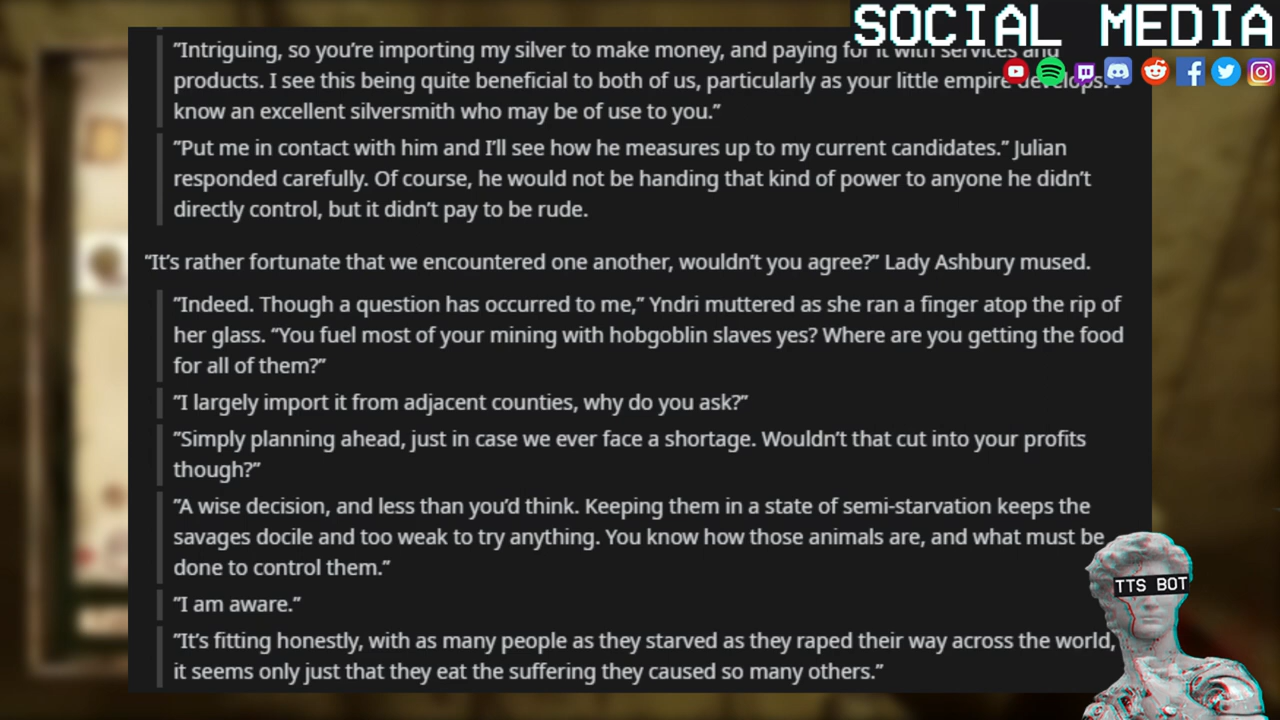 SOCIAL MEDIA
"Intriguing, so you're importing my silver to make money, and paying for it with services and
products. I see this being quite beneficial to both of us, particularly as your little empire develops. I
know an excellent silversmith who may be of use to you."
"Put me in contact with him and I'll see how he measures up to my current candidates." Julian
responded carefully. Of course, he would not be handing that kind of power to anyone he didn't
directly control, but it didn't pay to be rude.
"It's rather fortunate that we encountered one another, wouldn't you agree?" Lady Ashbury mused.
"Indeed. Though a question has occurred to me," Yndri muttered as she ran a finger atop the rip of
her glass. "You fuel most of your mining with hobgoblin slaves yes? Where are you getting the food
for all of them?"
"I largely import it from adjacent counties, why do you ask?"
"Simply planning ahead, just in case we ever face a shortage. Wouldn't that cut into your profits
though?"
"A wise decision, and less than you'd think. Keeping them in a state of semi-starvation keeps the
savages docile and too weak to try anything. You know how those animals are, and what must be
done to control them."
TTS BOT
"I am aware."
"It's fitting honestly, with as many people as they starved as they raped their way across the world,
it seems only just that they eat the suffering they caused so many others."